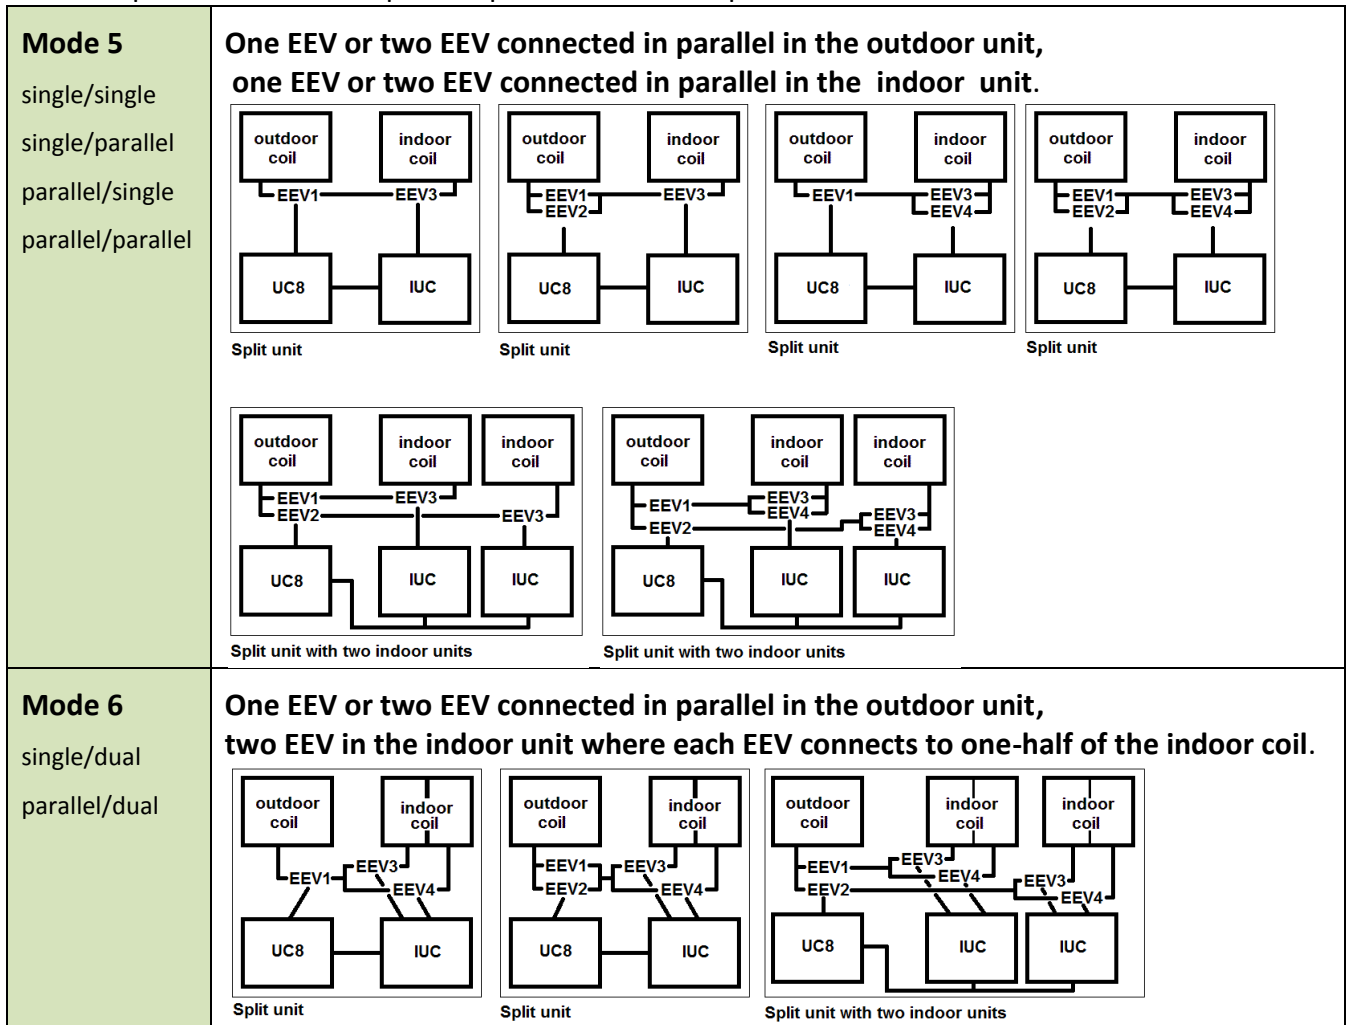 Mode 5
single/single
single/parallel
parallel/single
parallel/parallel
One EEV or two EEV connected in parallel in the outdoor unit,
one EEV or two EEV connected in parallel in the indoor unit.
outdoor coil
indoor coil
EEV1
EEV3
UC8
IUC
Split unit
outdoor coil
indoor coil
EEV1
EEV2
EEV3
UC8
IUC
Split unit
outdoor coil
indoor coil
EEV1
EEV3
EEV4
UC8
IUC
Split unit
outdoor coil
indoor coil
EEV1
EEV2
EEV3
EEV4
UC8
IUC
Split unit
outdoor coil
indoor coil
indoor coil
EEV1
EEV3
EEV2
EEV3
UC8
IUC
IUC
Split unit with two indoor units
outdoor coil
indoor coil
indoor coil
EEV1
EEV3
EEV4
EEV2
EEV3
EEV4
UC8
IUC
IUC
Split unit with two indoor units
Mode 6
single/dual
parallel/dual
One EEV or two EEV connected in parallel in the outdoor unit,
two EEV in the indoor unit where each EEV connects to one-half of the indoor coil.
outdoor coil
indoor coil
EEV1
EEV3
EEV4
UC8
IUC
Split unit
outdoor coil
indoor coil
EEV1
EEV2
EEV3
EEV4
UC8
IUC
Split unit
outdoor coil
indoor coil
indoor coil
EEV1
EEV3
EEV4
EEV2
EEV3
EEV4
UC8
IUC
IUC
Split unit with two indoor units